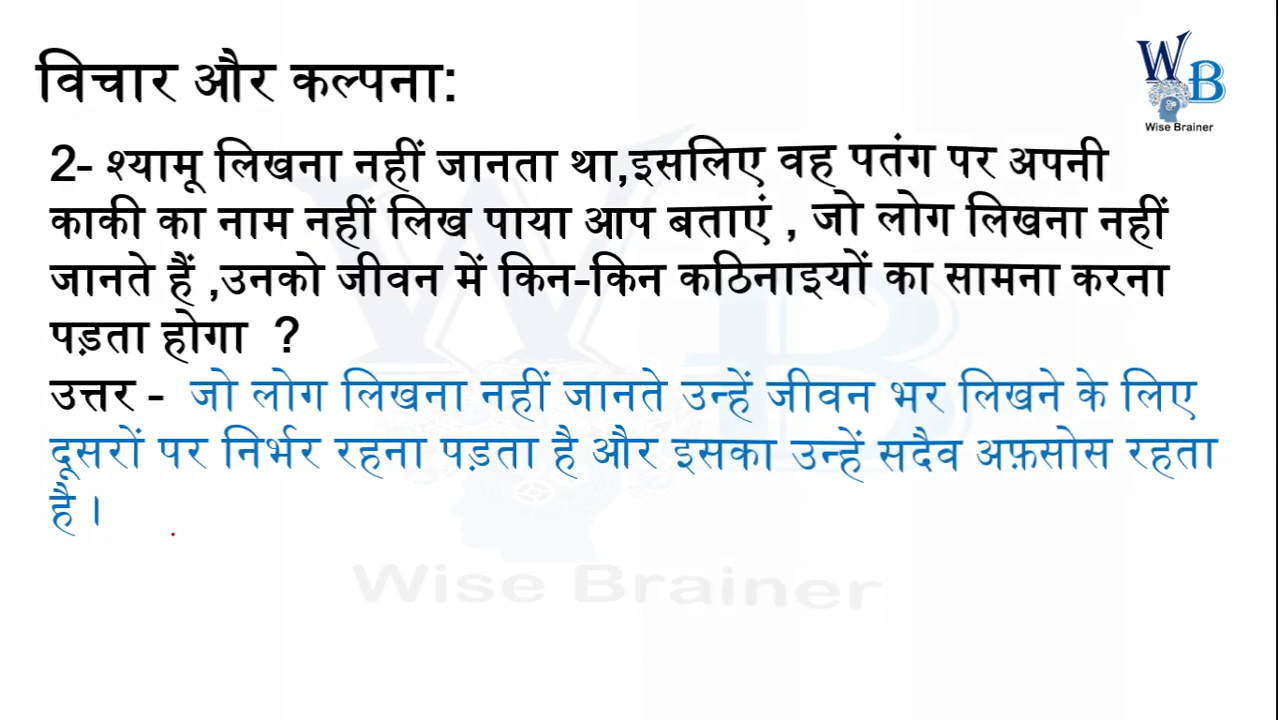 विचार और कल्पना:
W B
Wise Brainer
2- श्यामू लिखना नहीं जानता था,इसलिए वह पतंग पर अपनी
काकी का नाम नहीं लिख पाया आप बताएं , जो लोग लिखना नहीं
जानते हैं ,उनको जीवन में किन-किन कठिनाइयों का सामना करना
पड़ता होगा ?
उत्तर - जो लोग लिखना नहीं जानते उन्हें जीवन भर लिखने के लिए
दूसरों पर निर्भर रहना पड़ता है और इसका उन्हें सदैव अफ़सोस रहता
है ।
Wise Brainer